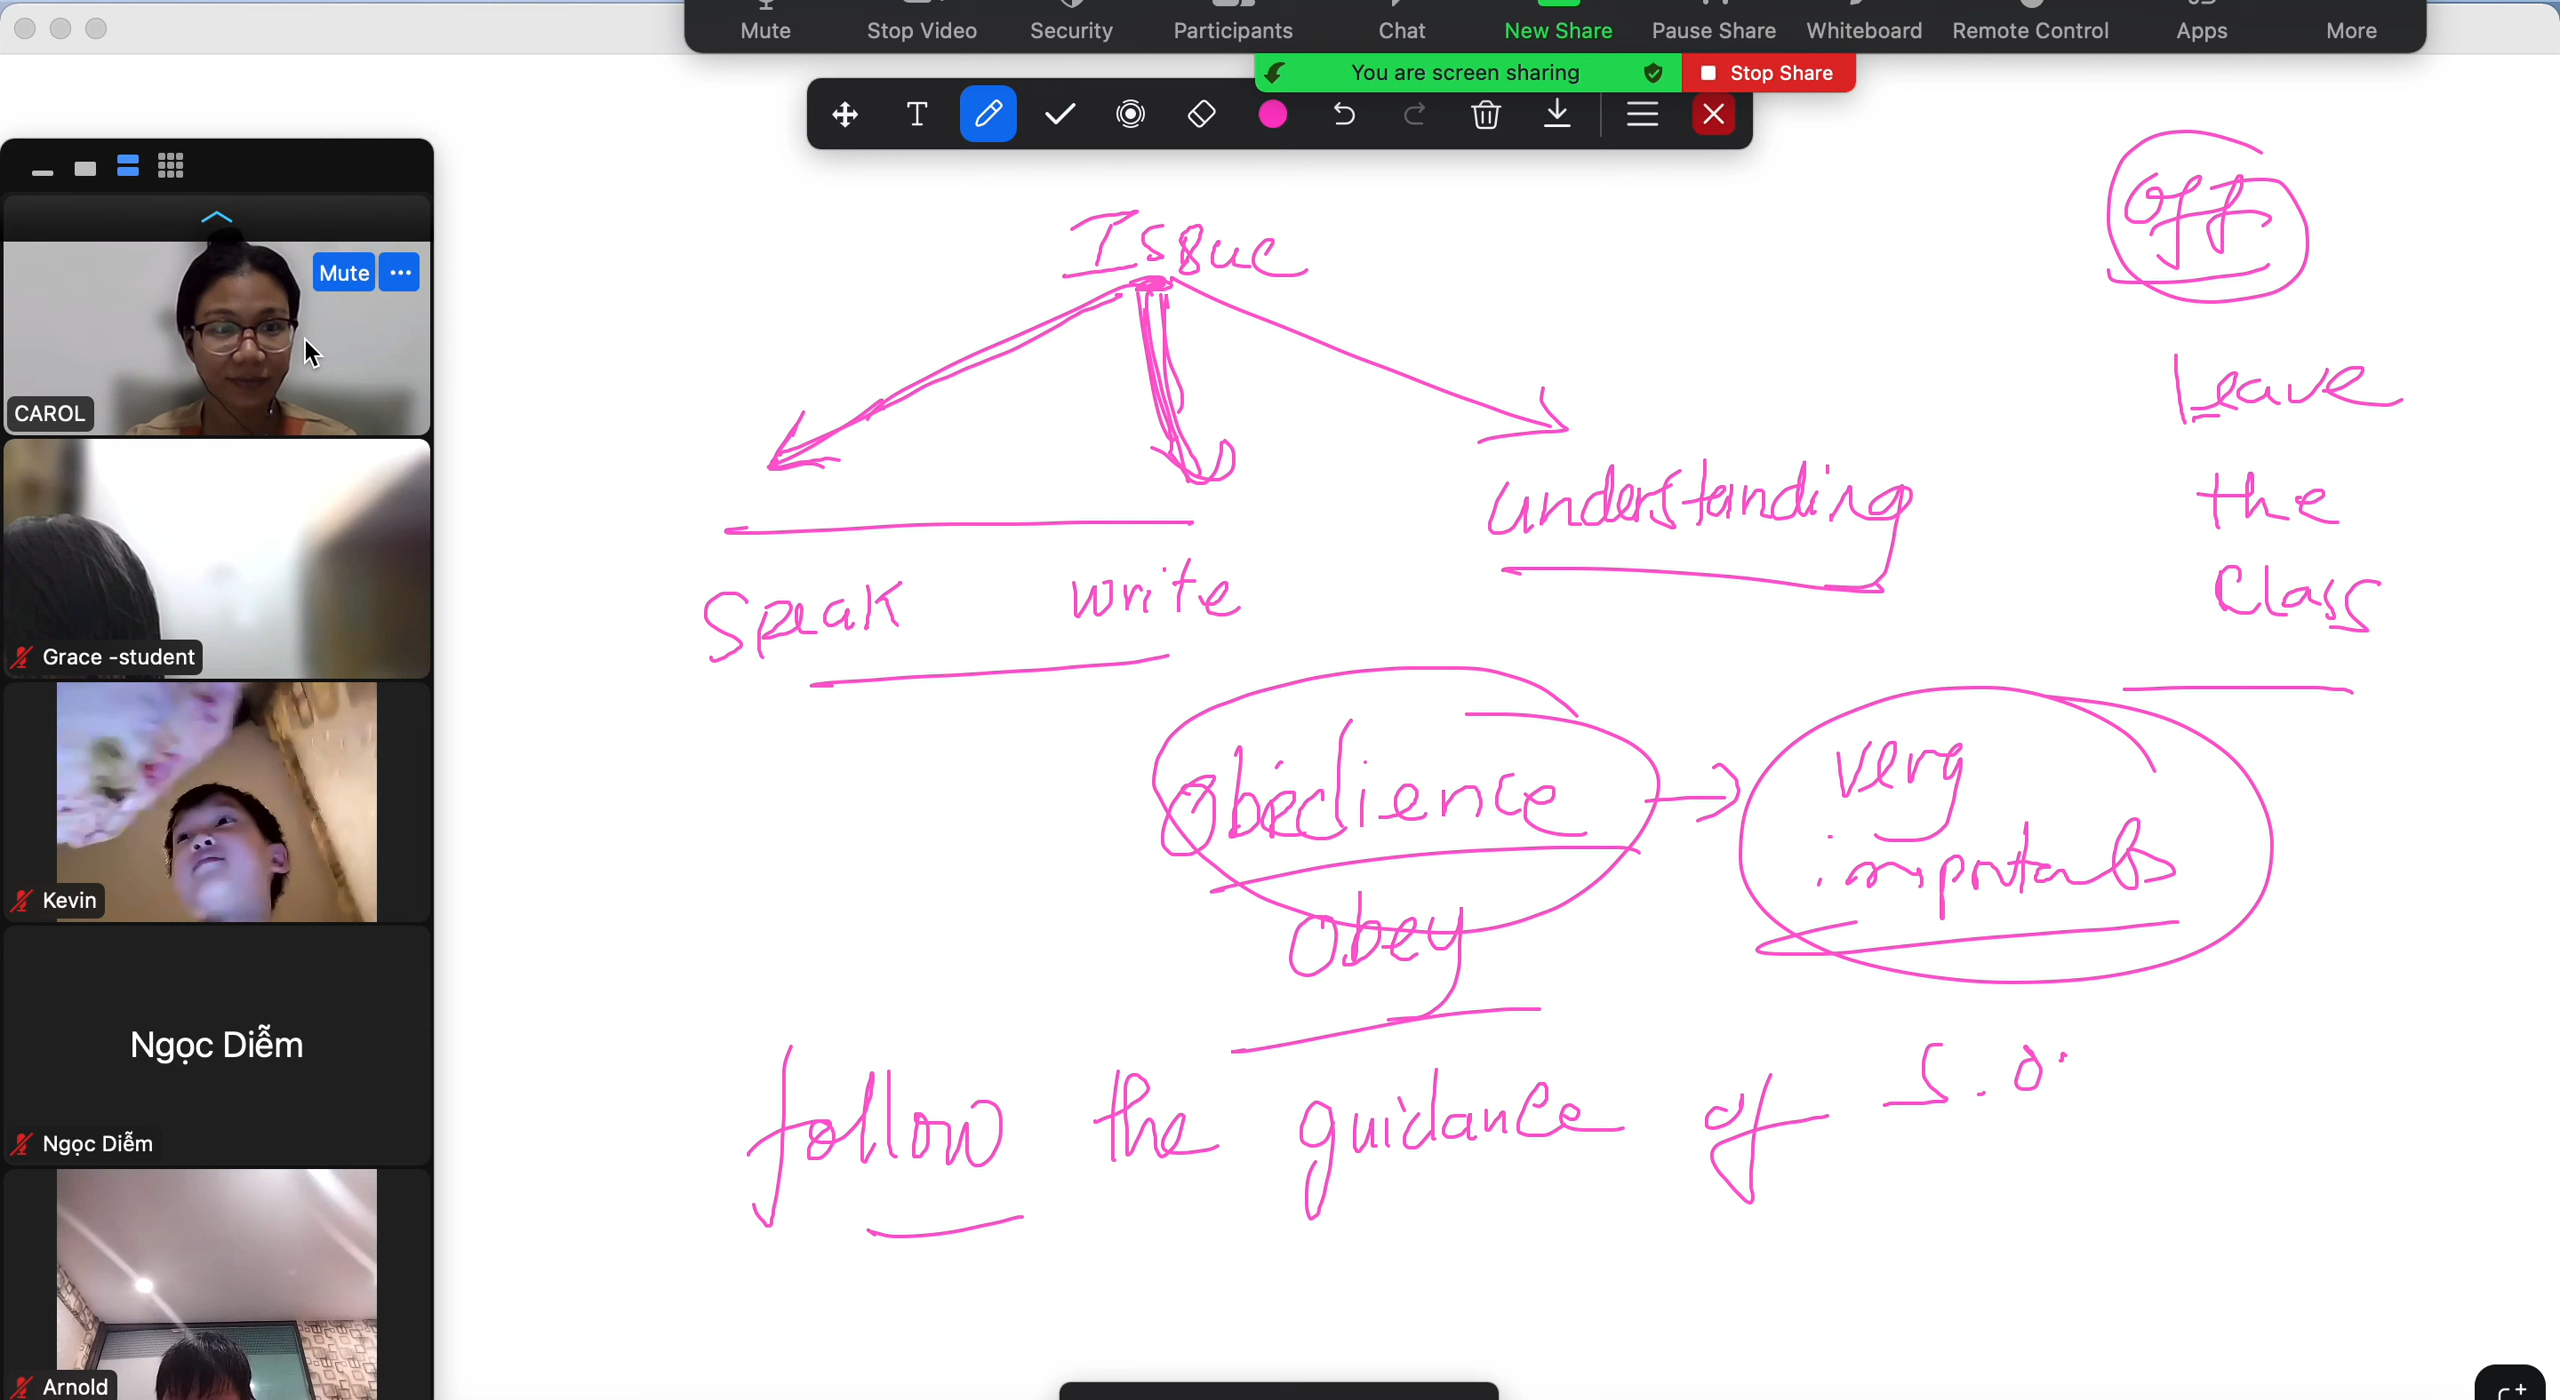 Mute Stop Video Security Participants Chat New Share Pause Share Whiteboard Remote Control Apps More
You are screen sharing Stop Share
T
off
Issue
Mute ...
CAROL
Leave
understanding
the
Speak write
Class
Grace -student
very
Obedience
important
Kevin
obey
Ngọc Diễm
follow the guidance of S.O
Ngọc Diễm
Arnold